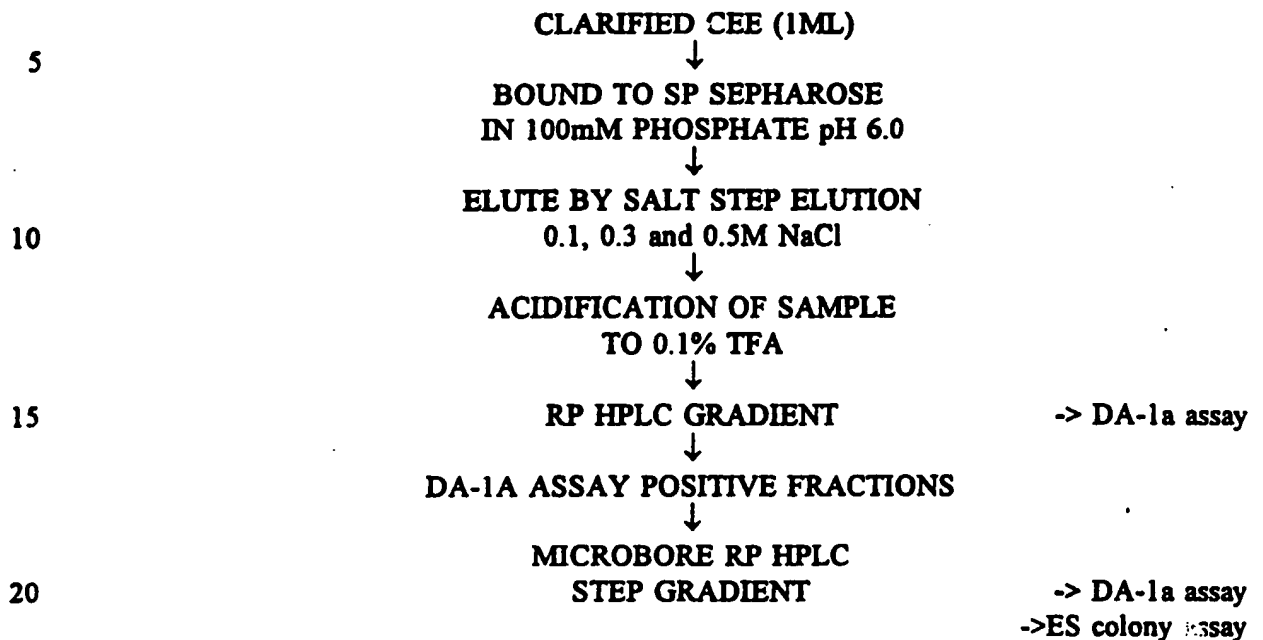 CLARIFIED CEE (1ML)
5
↓
BOUND TO SP SEPHAROSE
IN 100mM PHOSPHATE pH 6.0
↓
ELUTE BY SALT STEP ELUTION
10 0.1, 0.3 and 0.5M NaCl
↓
ACIDIFICATION OF SAMPLE
TO 0.1% TFA
↓
15 RP HPLC GRADIENT -> DA-1a assay
↓
DA-1A ASSAY POSITIVE FRACTIONS
↓
MICROBORE RP HPLC
20 STEP GRADIENT -> DA-1a assay
->ES colony assay